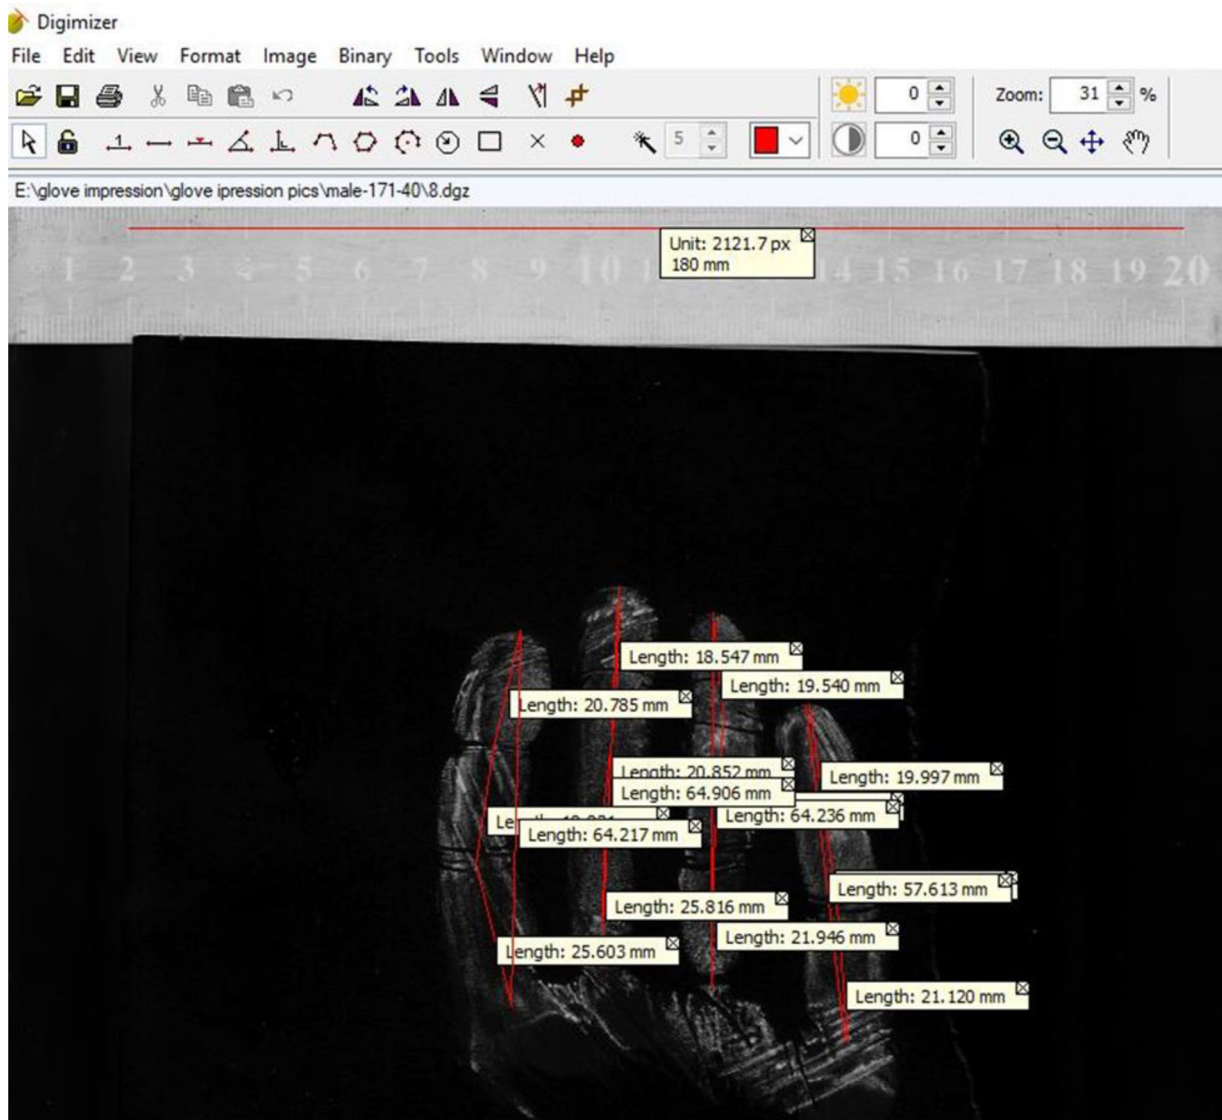 Digimizer
File Edit View Format Image Binary Tools Window Help
0 Zoom: 31 %
1 5 0
E:\glove impression\glove ipression pics\male-171-40\8.dgz
Unit: 2121.7 px
180 mm
1 2 3 4 5 6 7 8 9 10 1 14 15 16 17 18 19 20
Length: 18.547 mm
Length: 19.540 mm
Length: 20.785 mm
Length: 20.852 mm
Length: 19.997 mm
Length: 64.906 mm
Length: 64.236 mm
Le
Length: 64.217 mm
Length: 57.613 mm
Length: 25.816 mm
Length: 21.946 mm
Length: 25.603 mm
Length: 21.120 mm